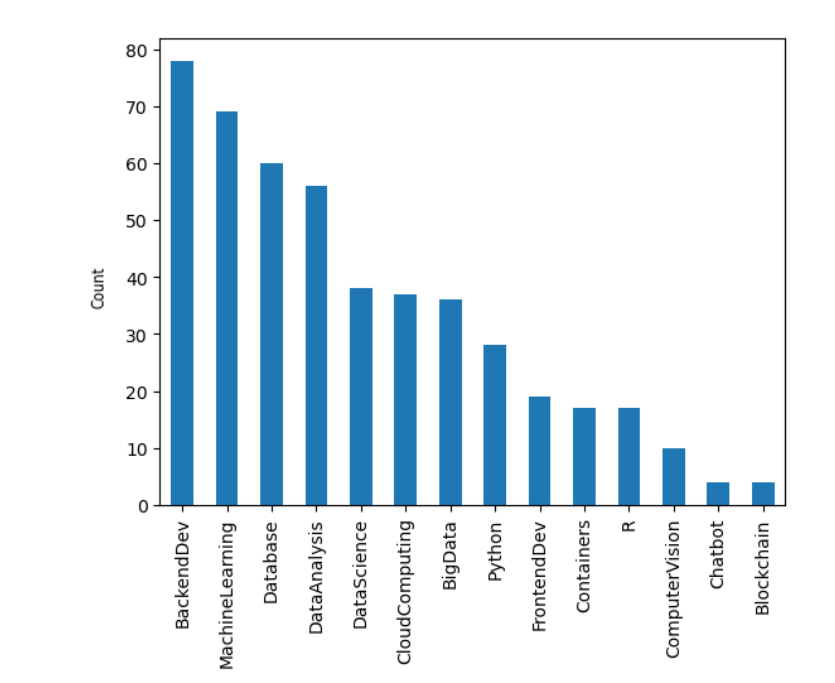 80
70
60
50
40
30
20
10
0
Count
BackendDev
MachineLearning
Database
DataAnalysis
DataScience
CloudComputing
BigData
Python
FrontendDev
Containers
R
ComputerVision
Chatbot
Blockchain